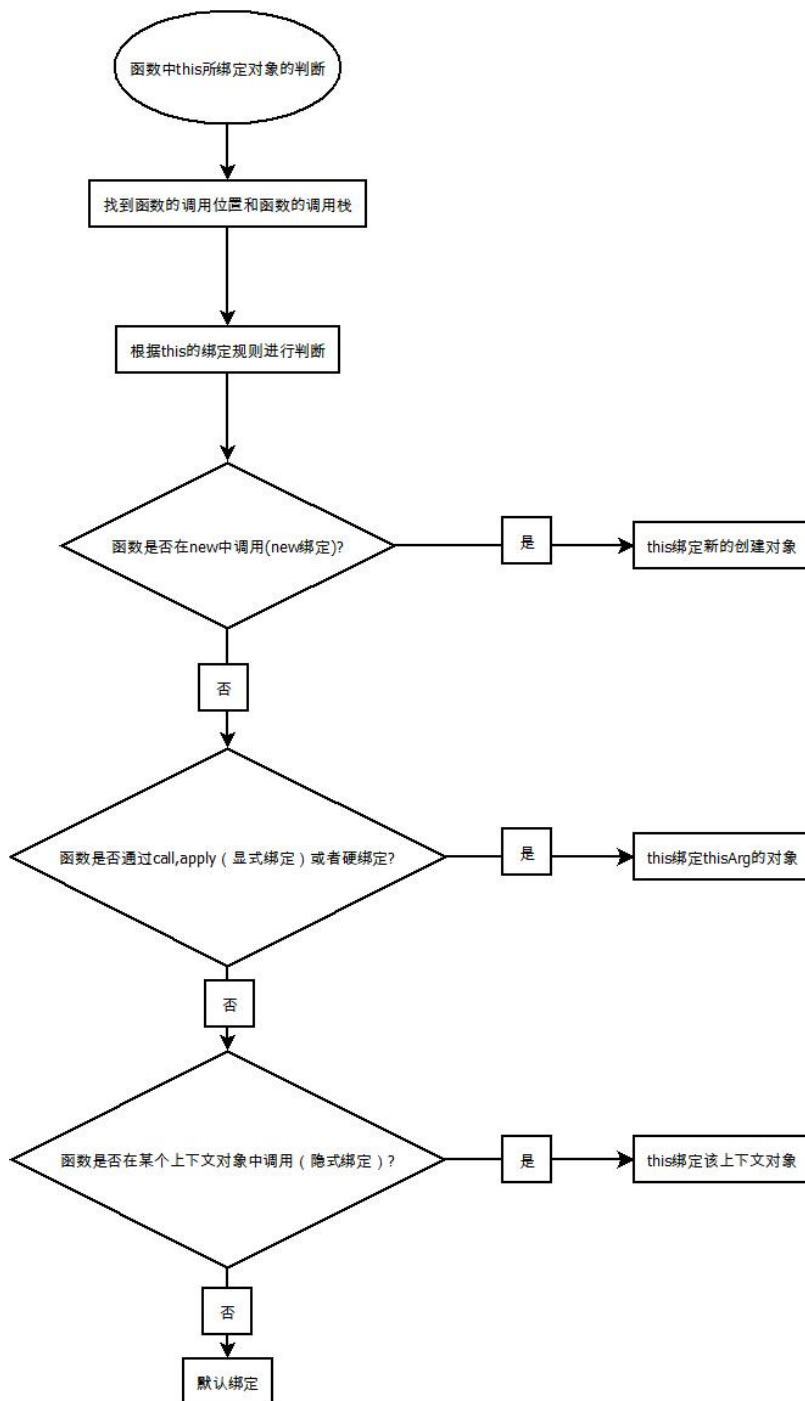 函数中this所绑定对象的判断
找到函数的调用位置和函数的调用栈
根据this的绑定规则进行判断
函数是否在new中调用(new绑定)?
是
this绑定新的创建对象
否
函数是否通过call,apply（显式绑定）或者硬绑定?
是
this绑定thisArg的对象
否
函数是否在某个上下文对象中调用（隐式绑定）?
是
this绑定该上下文对象
否
默认绑定